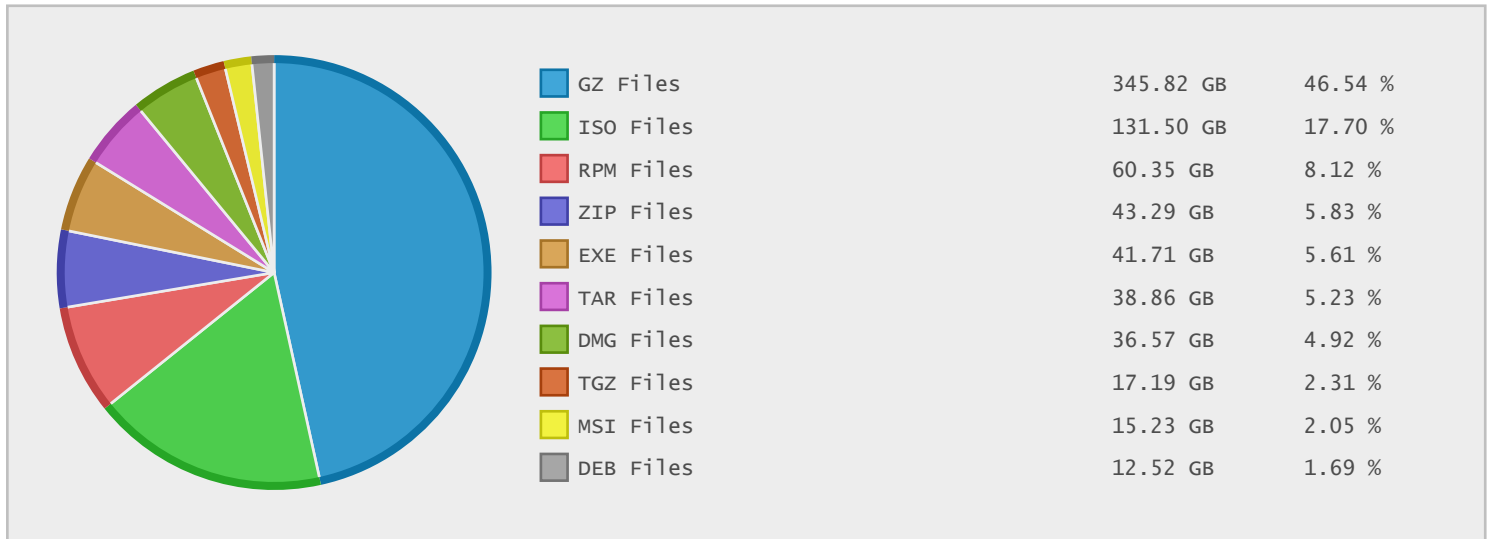 GZ Files 345.82 GB 46.54 %
ISO Files 131.50 GB 17.70 %
RPM Files 60.35 GB 8.12 %
ZIP Files 43.29 GB 5.83 %
EXE Files 41.71 GB 5.61 %
TAR Files 38.86 GB 5.23 %
DMG Files 36.57 GB 4.92 %
TGZ Files 17.19 GB 2.31 %
MSI Files 15.23 GB 2.05 %
DEB Files 12.52 GB 1.69 %